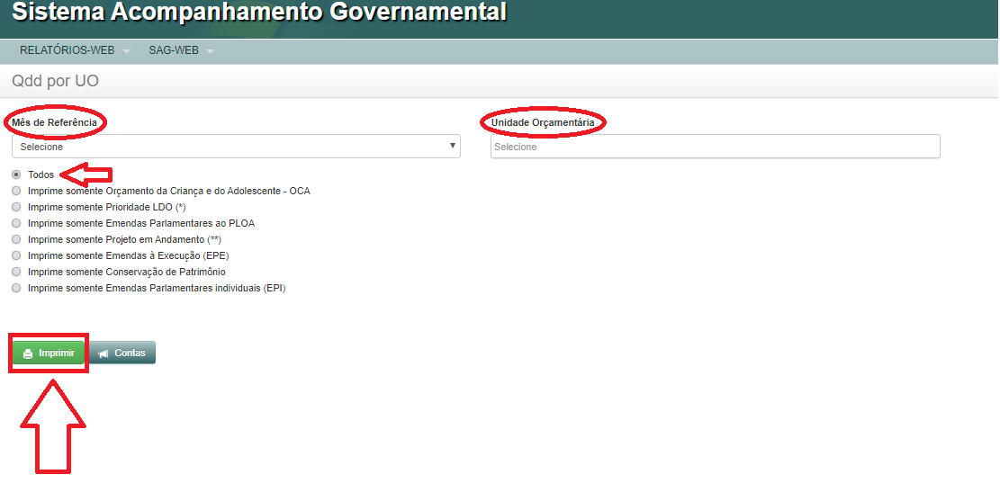 Sistema Acompanhamento Governamental
RELATÓRIOS-WEB SAG-WEB
Qdd por UO
Mês de Referência Unidade Orçamentária
Selecione Selecione
Todos
Imprime somente Orçamento da Criança e do Adolescente - OCA
Imprime somente Prioridade LDO (*)
Imprime somente Emendas Parlamentares ao PLOA
Imprime somente Projeto em Andamento (**)
Imprime somente Emendas à Execução (EPE)
Imprime somente Conservação de Patrimônio
Imprime somente Emendas Parlamentares individuais (EPI)
Imprimir Contas